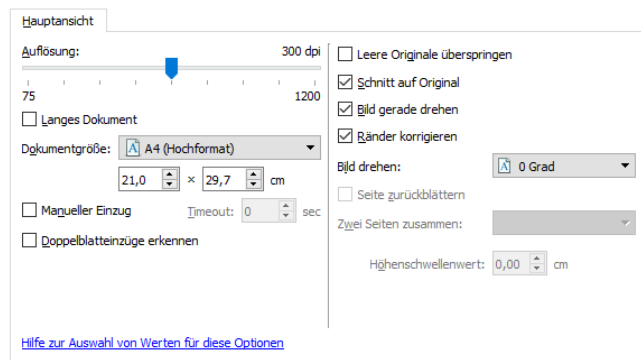 Hauptansicht
Auflösung: 300 dpi
75 1200
Langes Dokument
Dokumentgröße: A4 (Hochformat)
21,0 × 29,7 cm
Manueller Einzug Timeout: 0 sec
Doppelblatteinzüge erkennen
Leere Originale überspringen
Schnitt auf Original
Bild gerade drehen
Ränder korrigieren
Bild drehen: 0 Grad
Seite zurückblättern
Zwei Seiten zusammen:
Höhenschwellenwert: 0,00 cm
Hilfe zur Auswahl von Werten für diese Optionen